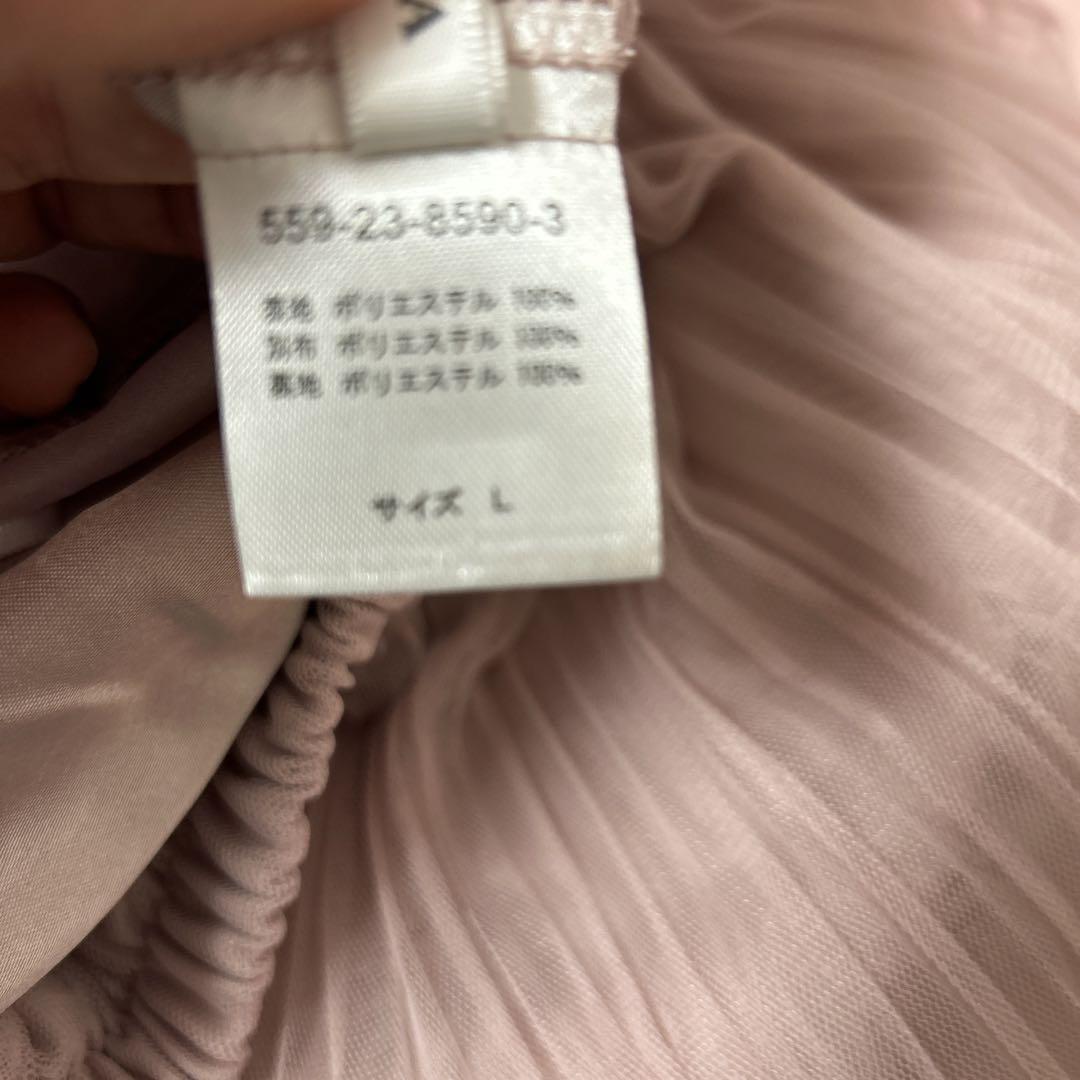 559-23-8590-3
表地 ポリエステル 100%
別布 ポリエステル 100%
裏地 ポリエステル 100%
サイズ L